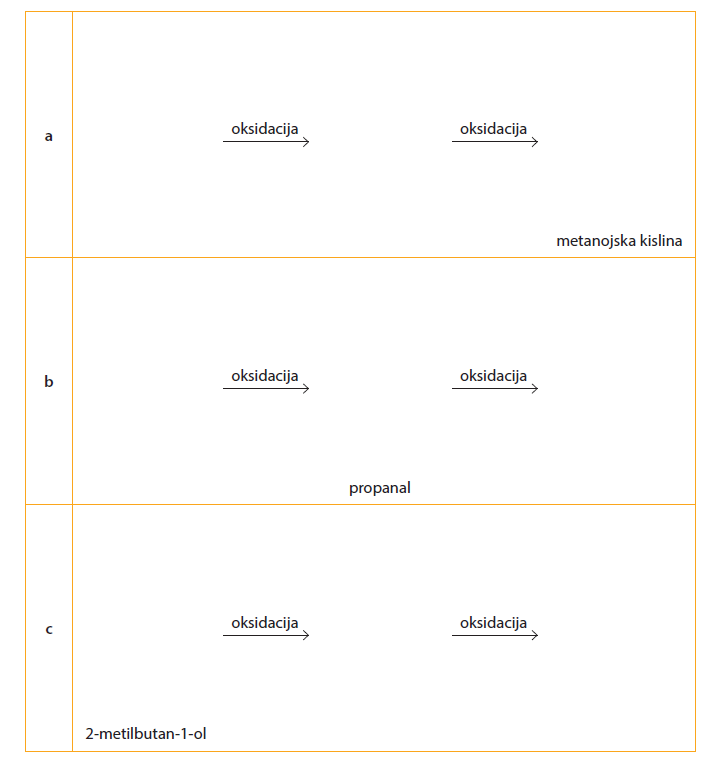 a
oksidacija oksidacija
metanojska kislina
b
oksidacija oksidacija
propanal
c
oksidacija oksidacija
2-metilbutan-1-ol